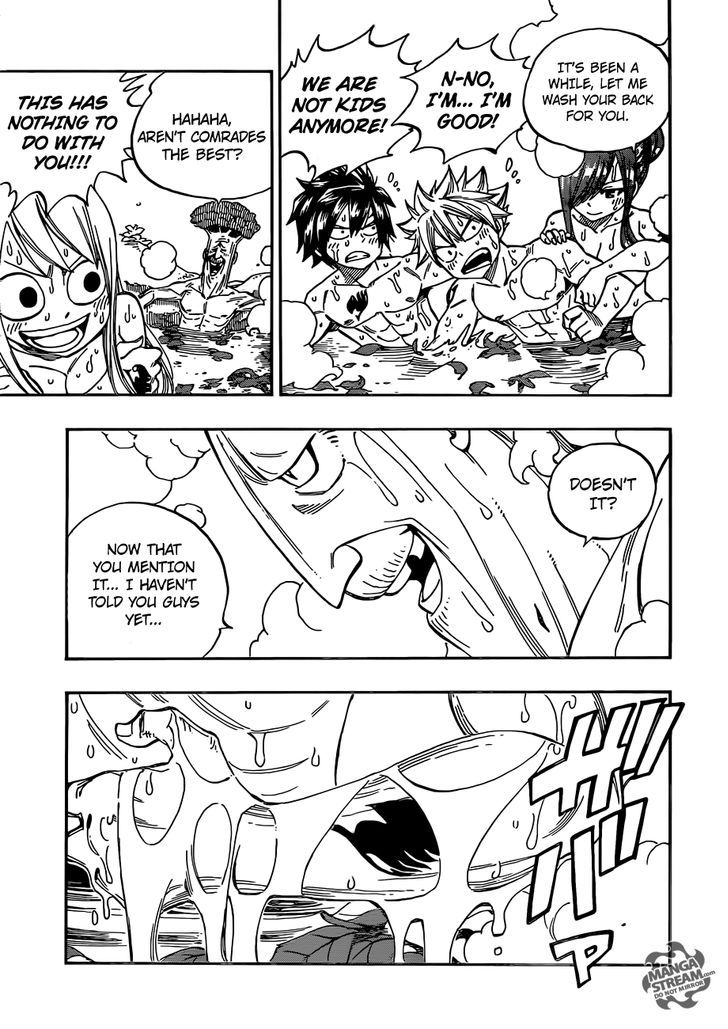 IT'S BEEN A
WHILE, LET ME
WASH YOUR BACK
FOR YOU.
N-NO,
I'M... I'M
GOOD!
WE ARE
NOT KIDS
ANYMORE!
HAHAHA,
AREN'T COMRADES
THE BEST?
THIS HAS
NOTHING TO
DO WITH
YOU!!!
DOESN'T
IT?
NOW THAT
YOU MENTION
IT... I HAVEN'T
TOLD YOU GUYS
YET...
ザバァ
MANGA
STREAM.com
DO NOT MIRROR